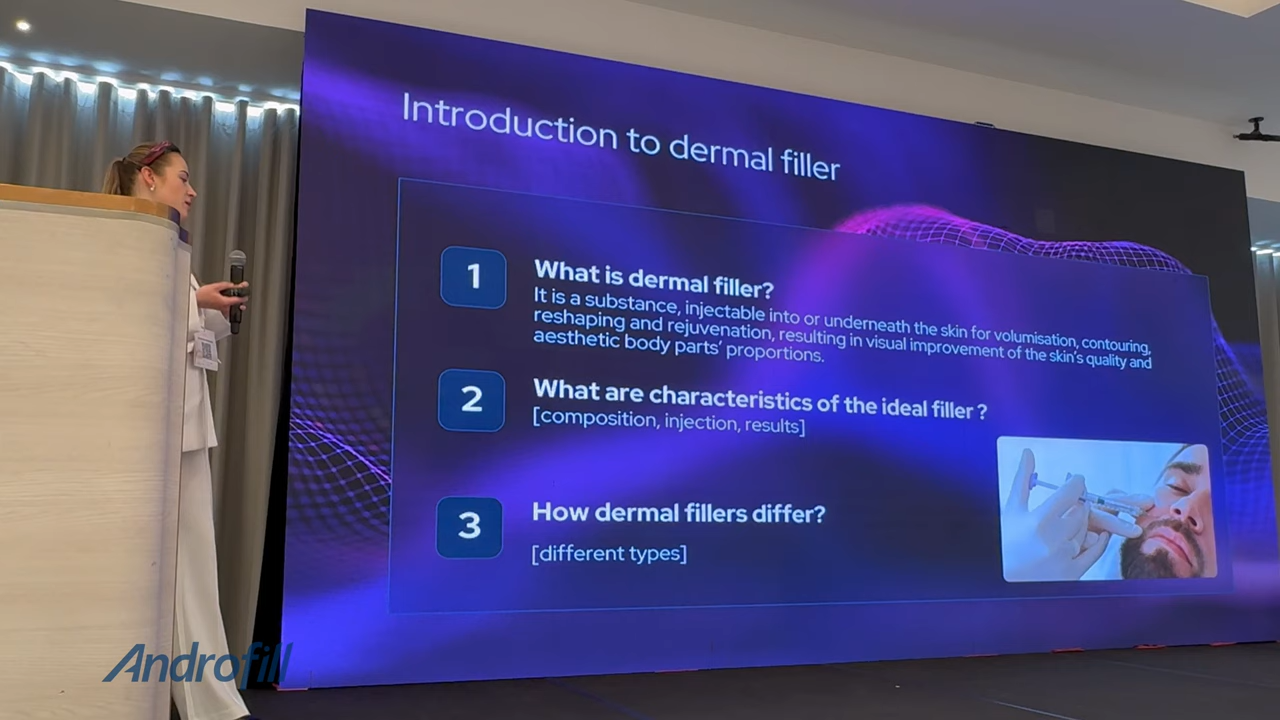 Introduction to dermal filler
1
What is dermal filler?
It is a substance, injectable into or underneath the skin for volumisation, contouring,
reshaping and rejuvenation, resulting in visual improvement of the skin's quality and
aesthetic body parts' proportions.
2
What are characteristics of the ideal filler ?
[composition, injection, results]
3
How dermal fillers differ?
[different types]
Androfill